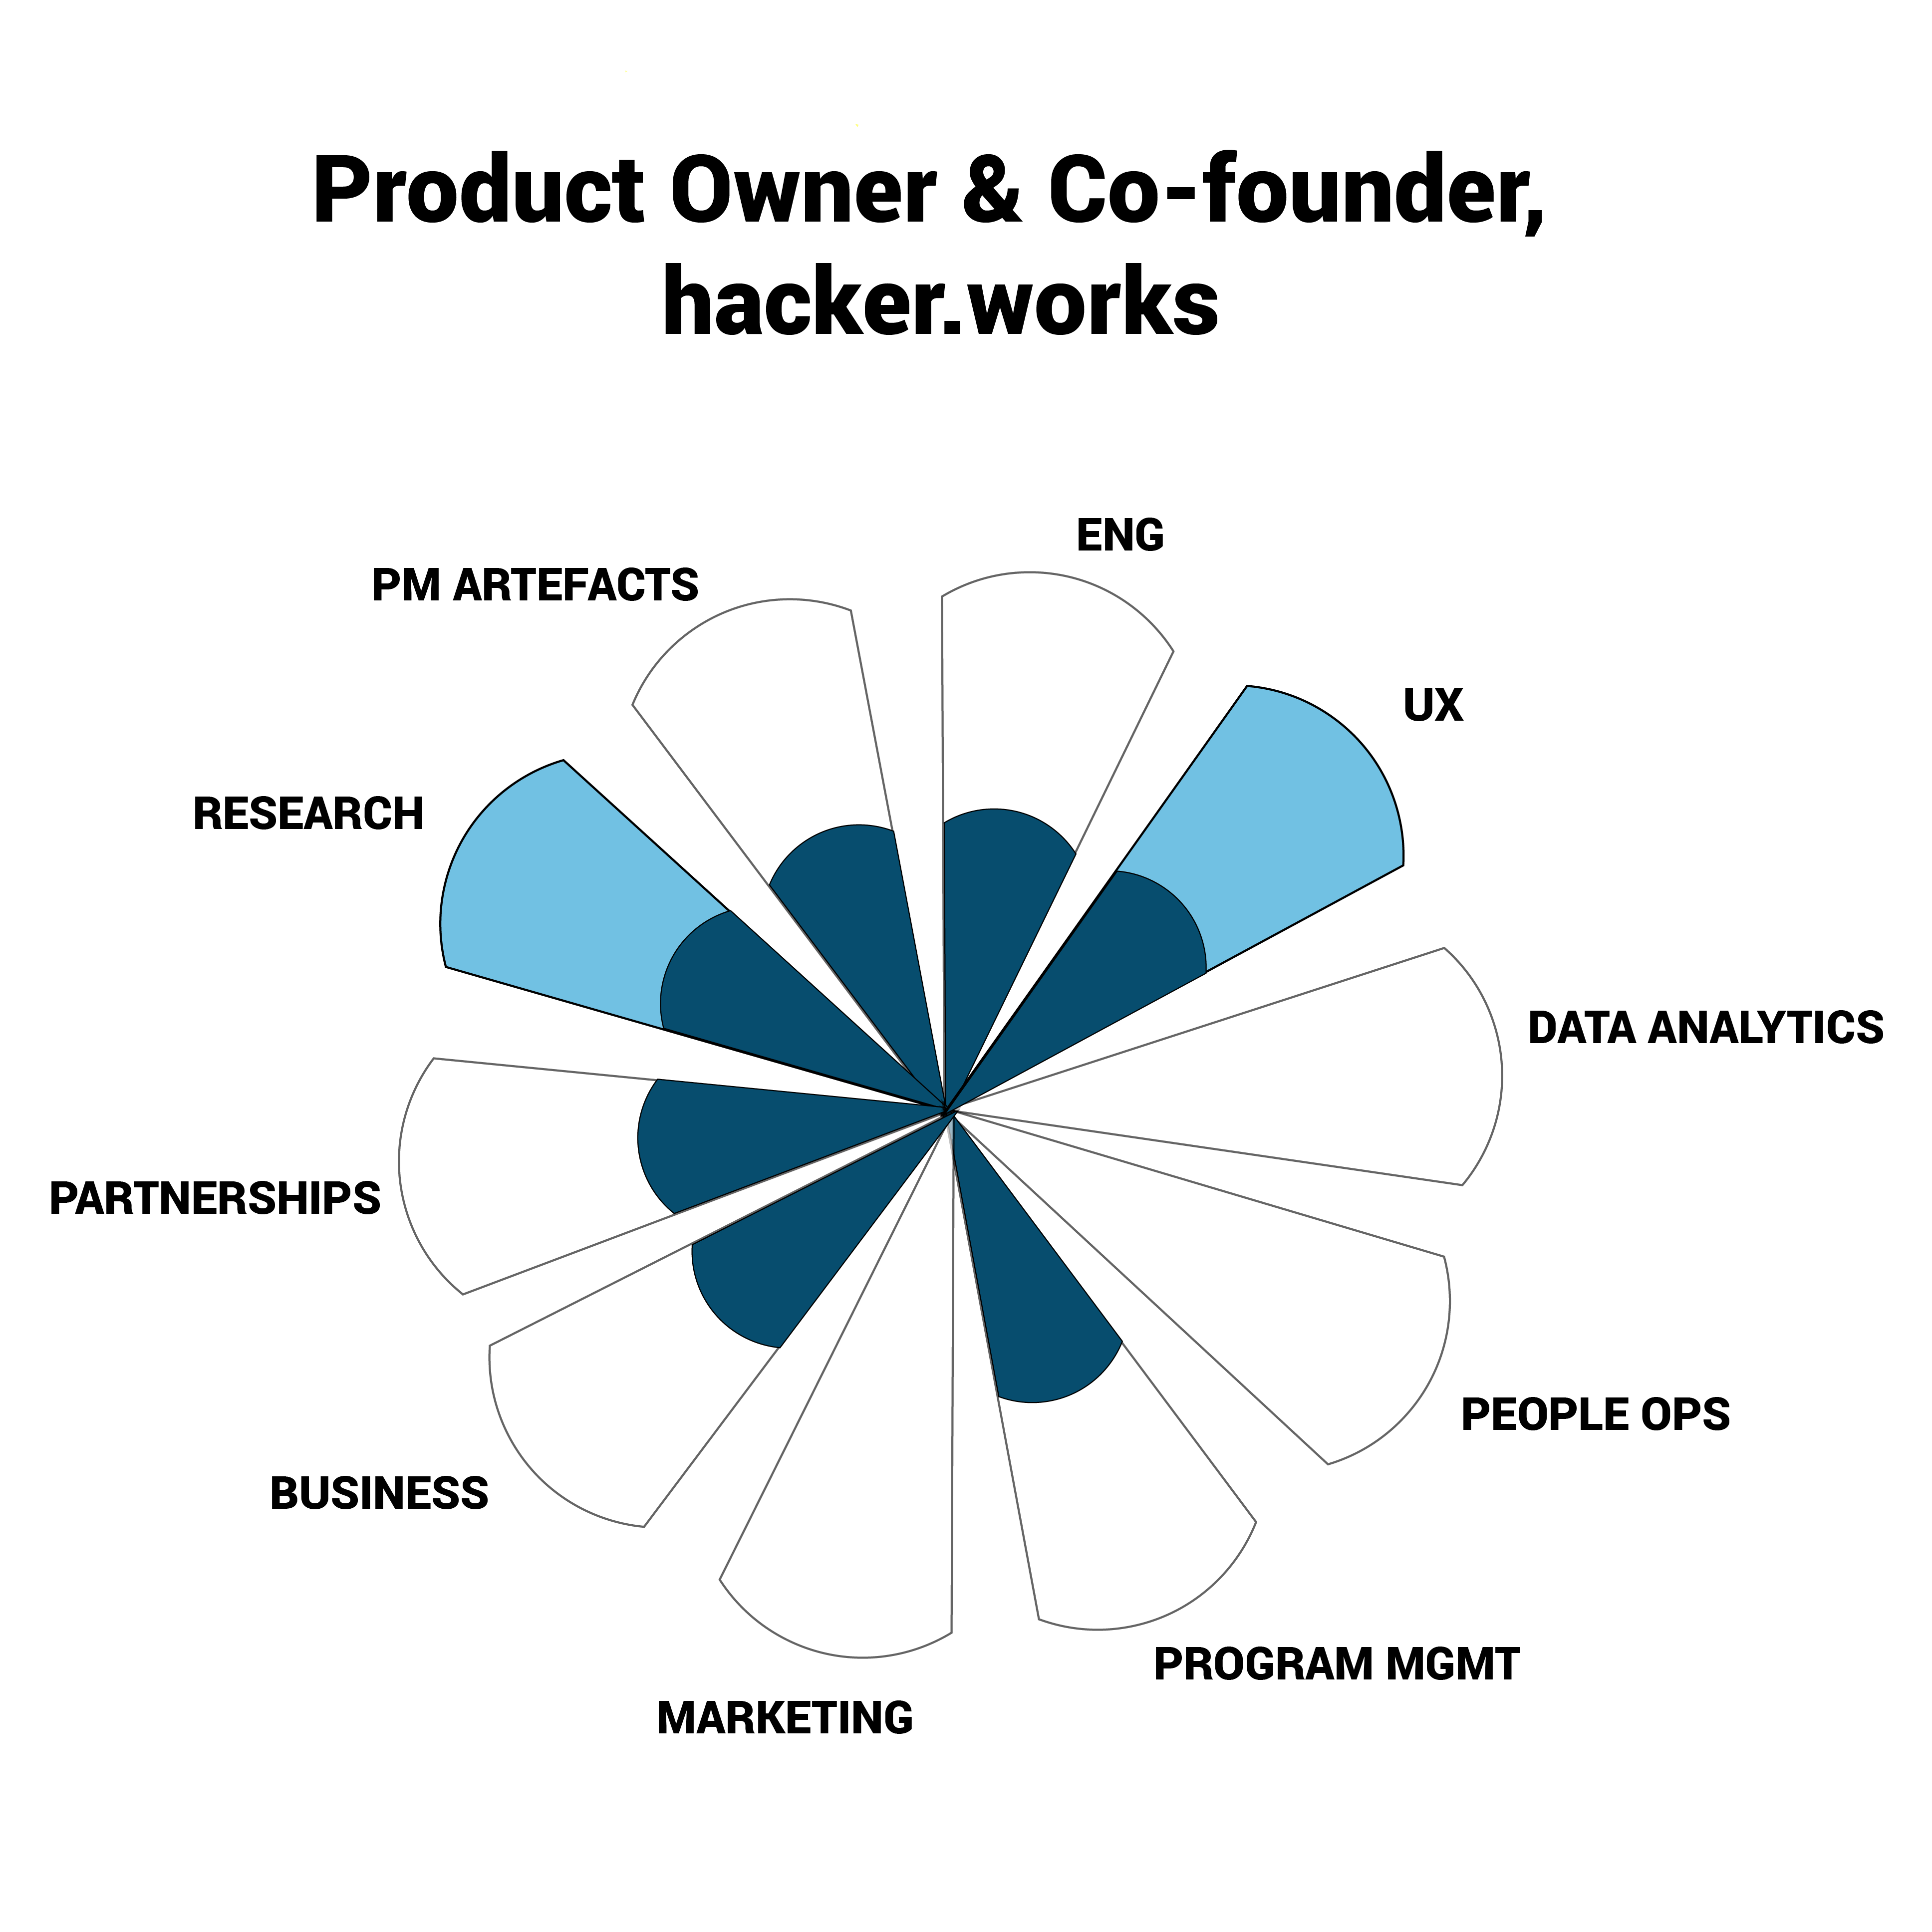 Product Owner & Co-founder,
hacker.works
ENG
PM ARTEFACTS
UX
RESEARCH
DATA ANALYTICS
PARTNERSHIPS
PEOPLE OPS
BUSINESS
PROGRAM MGMT
MARKETING